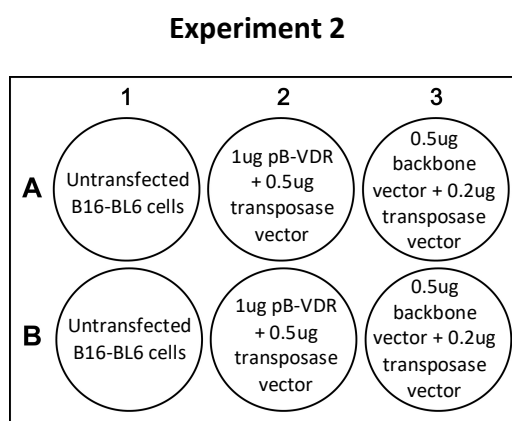 Experiment 2
1 2 3
A
Untransfected
B16-BL6 cells
1ug pB-VDR
+ 0.5ug
transposase
vector
0.5ug
backbone
vector + 0.2ug
transposase
vector
B
Untransfected
B16-BL6 cells
1ug pB-VDR
+ 0.5ug
transposase
vector
0.5ug
backbone
vector + 0.2ug
transposase
vector